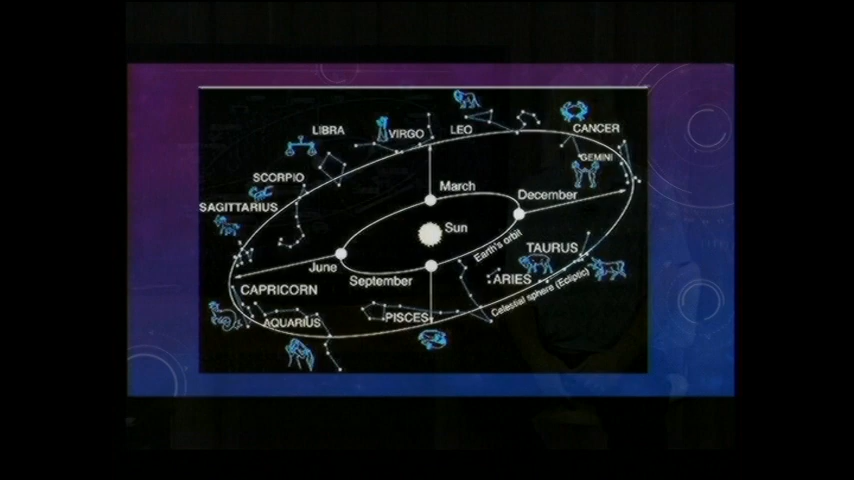 LIBRA
VIRGO
LEO
CANCER
GEMINI
SCORPIO
March
December
SAGITTARIUS
Sun
Earth's orbit
TAURUS
June
September
ARIES
CAPRICORN
Celestial sphere (Ecliptic)
AQUARIUS
PISCES